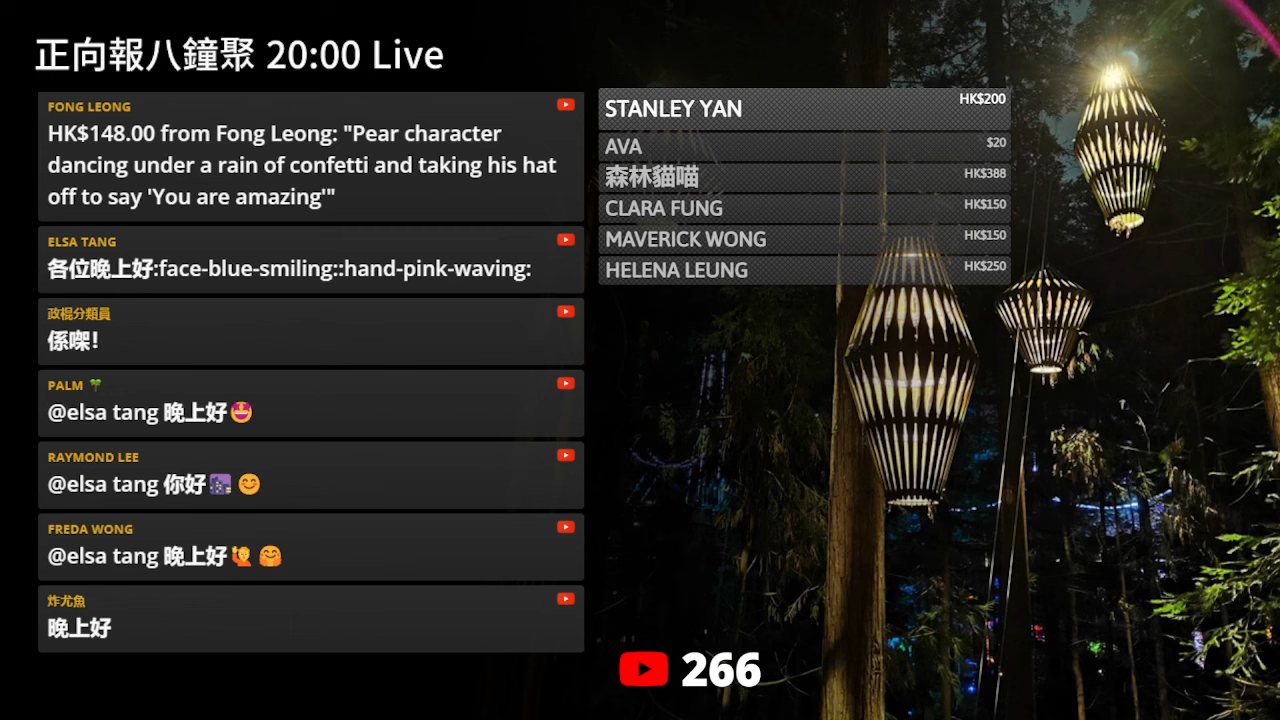 正向報八鐘聚 20:00 Live
FONG LEONG
HK$148.00 from Fong Leong: "Pear character
dancing under a rain of confetti and taking his hat
off to say 'You are amazing'"
ELSA TANG
各位晚上好:face-blue-smiling::hand-pink-waving:
政棍分類員
係㗎!
PALM 🌴
@elsa tang 晚上好🤩
RAYMOND LEE
@elsa tang 你好🌆 😊
FREDA WONG
@elsa tang 晚上好🙋 🤗
炸尤魚
晚上好
STANLEY YAN HK$200
AVA $20
森林貓喵 HK$388
CLARA FUNG HK$150
MAVERICK WONG HK$150
HELENA LEUNG HK$250
266